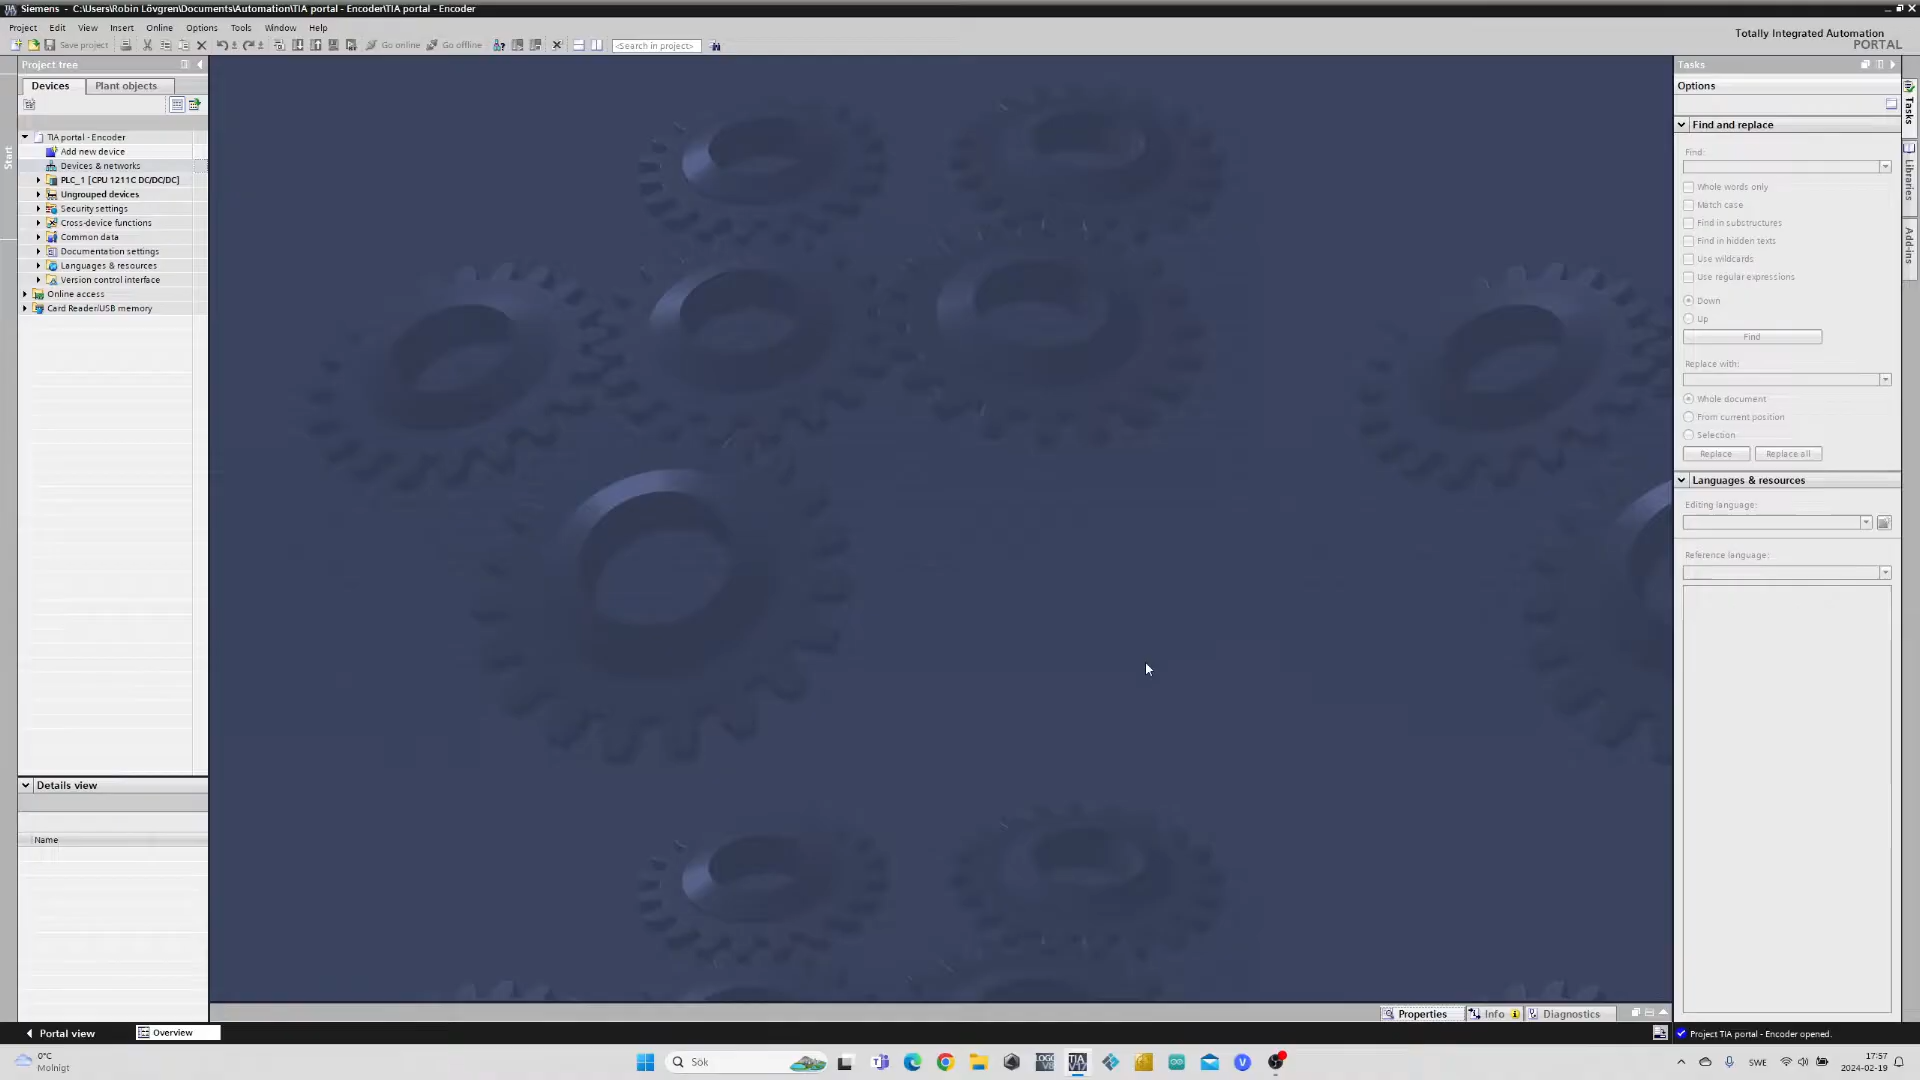 Siemens - C:\Users\Robin Lövgren\Documents\Automation\TIA portal - Encoder\TIA portal - Encoder
Project Edit View Insert Online Options Tools Window Help
Totally Integrated Automation
PORTAL
Save project Go online Go offline <Search in project>
Project tree
Devices Plant objects
Start
TIA portal - Encoder
Add new device
Devices & networks
PLC_1 [CPU 1211C DC/DC/DC]
Ungrouped devices
Security settings
Cross-device functions
Common data
Documentation settings
Languages & resources
Version control interface
Online access
Card Reader/USB memory
Details view
Name
Tasks
Options
Find and replace
Find:
Whole words only
Match case
Find in substructures
Find in hidden texts
Use wildcards
Use regular expressions
Down
Up
Find
Replace with:
Whole document
From current position
Selection
Replace Replace all
Languages & resources
Editing language:
Reference language:
Tasks
Libraries
Add-ins
Properties Info Diagnostics
Portal view Overview
Project TIA portal - Encoder opened.
0°C
Molnigt
Sök
SWE
17:57
2024-02-19